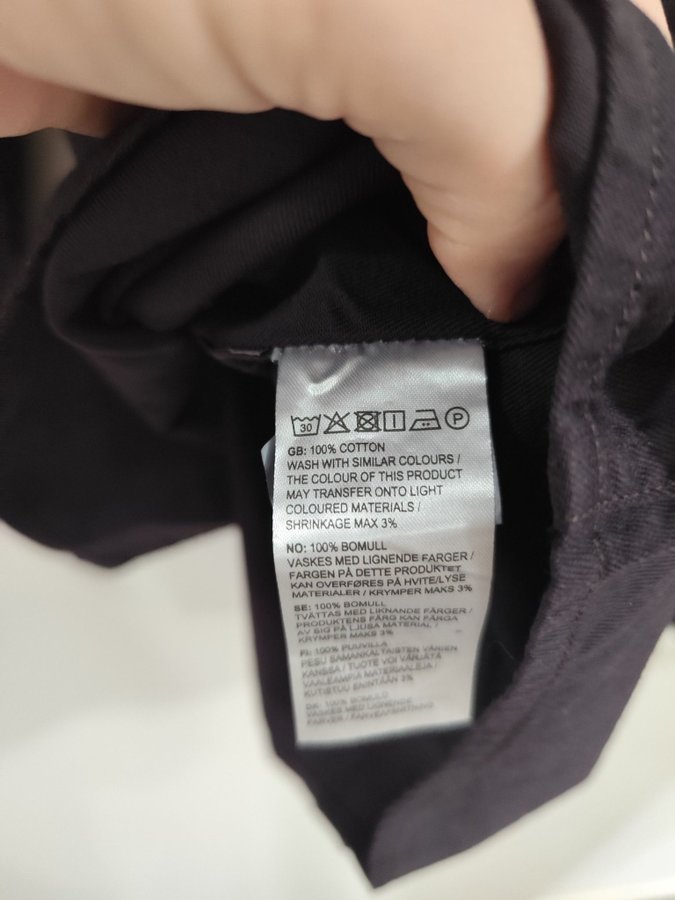 30 P
GB: 100% COTTON
WASH WITH SIMILAR COLOURS /
THE COLOUR OF THIS PRODUCT
MAY TRANSFER ONTO LIGHT
COLOURED MATERIALS /
SHRINKAGE MAX 3%
NO: 100% BOMULL
VASKES MED LIGNENDE FARGER /
FARGEN PÅ DETTE PRODUKTET
KAN OVERFØRES PÅ HVITE/LYSE
MATERIALER / KRYMPER MAKS 3%
SE: 100% BOMULL
TVÄTTAS MED LIKNANDE FÄRGER /
PRODUKTENS FÄRG KAN FÄRGA
AV SIG PÅ LJUSA MATERIAL /
KRYMPER MAKS 3%
FI: 100% PUUVILLA
PESU SAMANKALTAISTEN VÄRIEN
KANSSA / TUOTE VOI VÄRJÄTÄ
VAALEAMPIA MATERIAALEJA /
KUTISTUU ENINTÄÄN 3%
DK: 100% BOMULD
VASKES MED LIGNENDE
FARVER / FARVEAFSMITNING